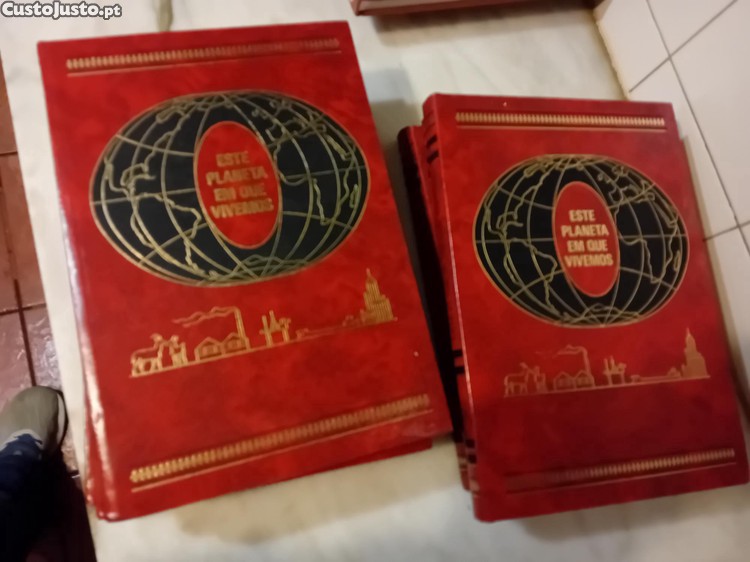 CustoJusto.pt
ESTE
PLANETA
EM QUE
VIVEMOS
ESTE
PLANETA
EM QUE
VIVEMOS